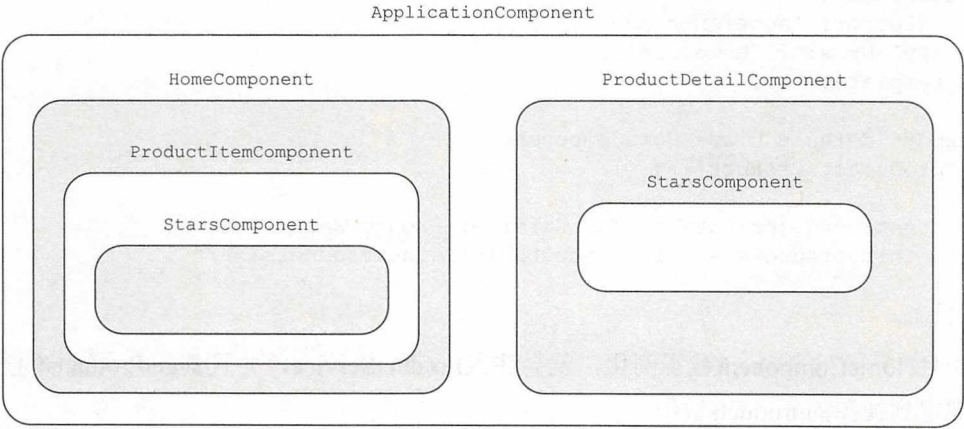 ApplicationComponent
HomeComponent
ProductDetailComponent
ProductItemComponent
StarsComponent
StarsComponent